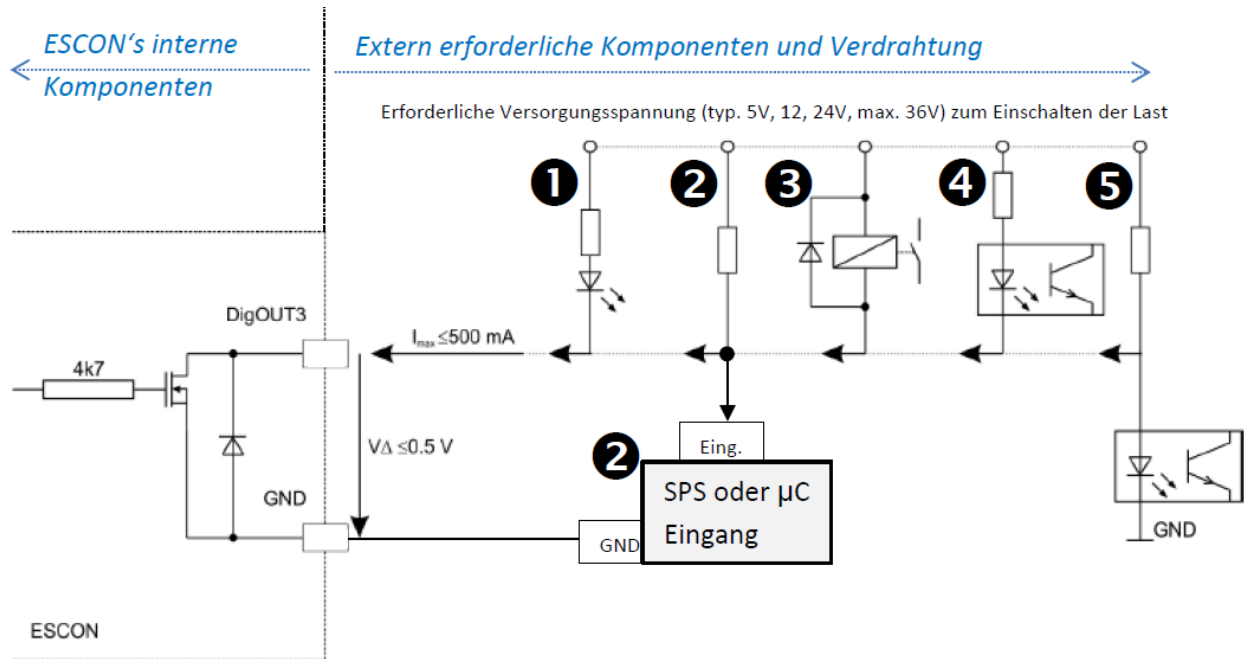 ESCON's interne
Komponenten
Extern erforderliche Komponenten und Verdrahtung
Erforderliche Versorgungsspannung (typ. 5V, 12, 24V, max. 36V) zum Einschalten der Last
1
2
3
4
5
DigOUT3
Imax ≤500 mA
4k7
VΔ ≤0.5 V
2
Eing.
SPS oder µC
Eingang
GND
GND
GND
ESCON